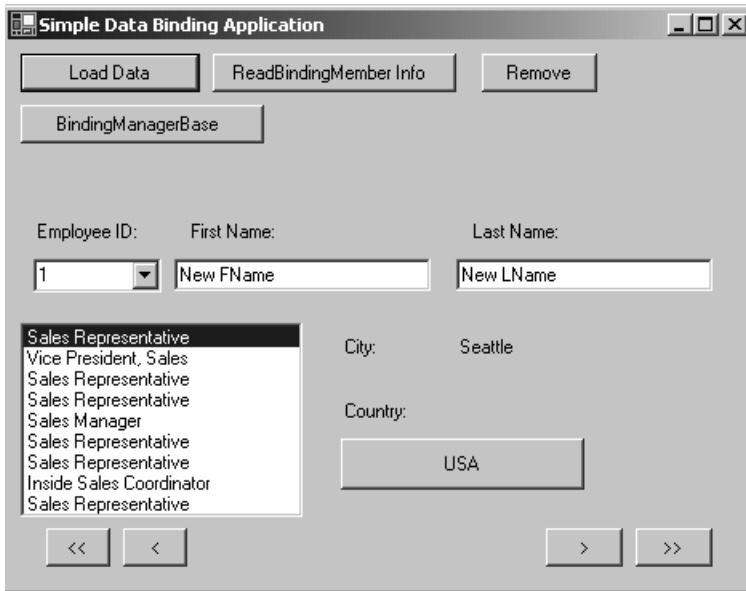 Simple Data Binding Application
Load Data ReadBindingMember Info Remove
BindingManagerBase
Employee ID: First Name: Last Name:
1 New FName New LName
Sales Representative
Vice President, Sales
Sales Representative
Sales Representative
Sales Manager
Sales Representative
Sales Representative
Inside Sales Coordinator
Sales Representative
City: Seattle
Country:
USA
<< < > >>